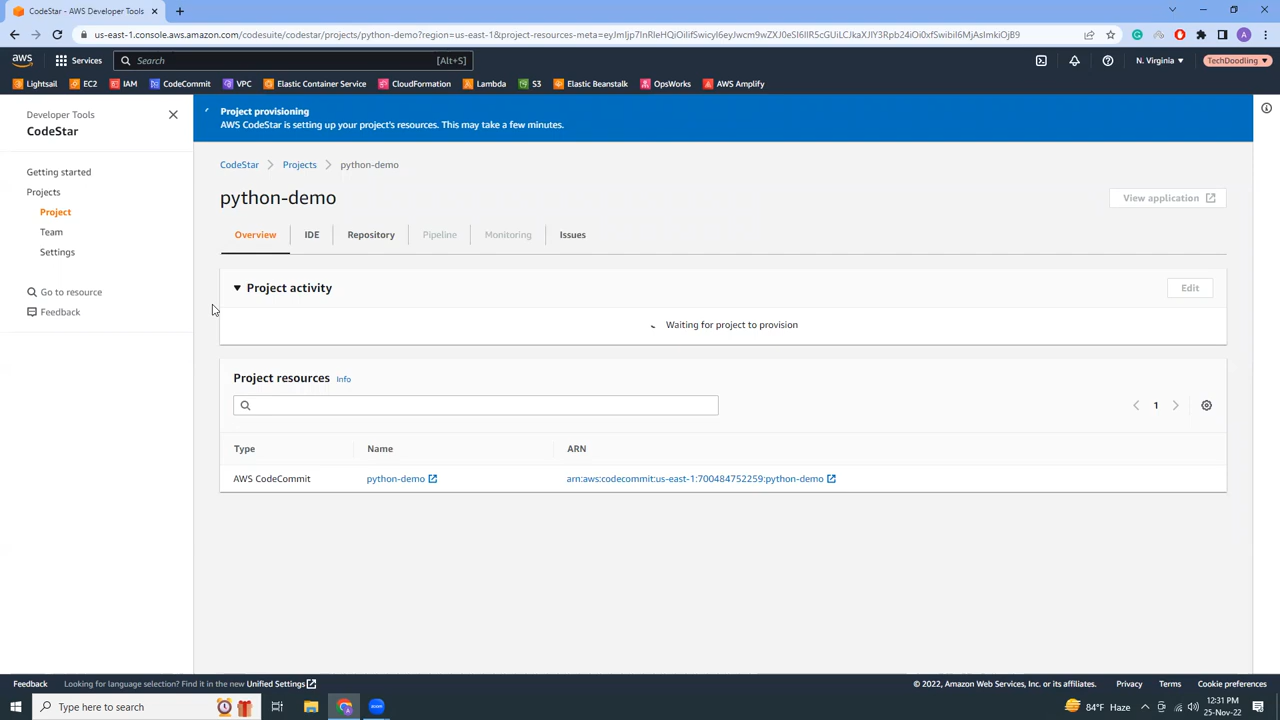 CodeStar - AWS Developer Tools
us-east-1.console.aws.amazon.com/codesuite/codestar/projects/python-demo?region=us-east-1&project-resources-meta=
aws
Services
Search
[Alt+S]
N. Virginia
TechDoodling
Lightsail
EC2
IAM
CodeCommit
VPC
Elastic Container Service
CloudFormation
Lambda
S3
Elastic Beanstalk
OpsWorks
AWS Amplify
Developer Tools
CodeStar
Getting started
Projects
Project
Team
Settings
Go to resource
Feedback
Project provisioning
AWS CodeStar is setting up your project's resources. This may take a few minutes.
CodeStar
Projects
python-demo
python-demo
View application
Overview
IDE
Repository
Pipeline
Monitoring
Issues
Project activity
Edit
Waiting for project to provision
Project resources Info
1
Type
Name
ARN
AWS CodeCommit
python-demo
arn:aws:codecommit:us-east-1:700484752259:python-demo
Feedback
Looking for language selection? Find it in the new Unified Settings
© 2022, Amazon Web Services, Inc. or its affiliates.
Privacy
Terms
Cookie preferences
Type here to search
zoom
84°F Haze
12:31 PM
25-Nov-22